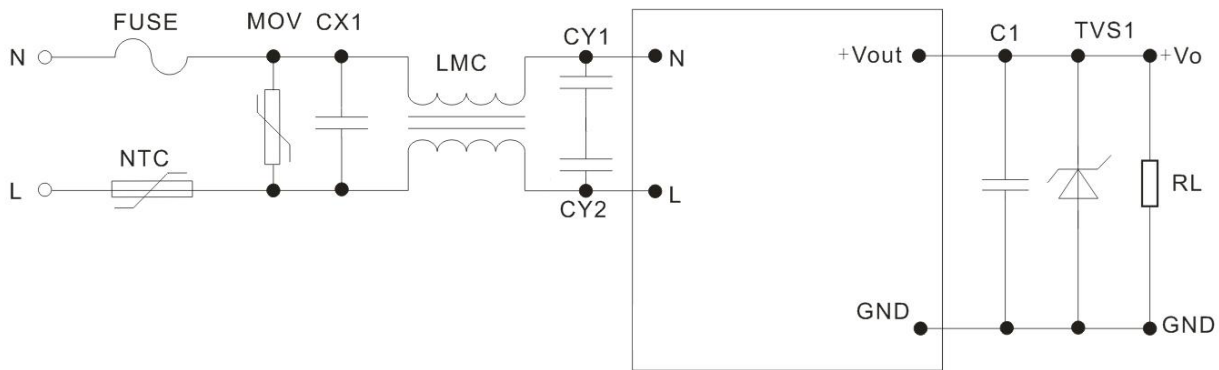 FUSE
MOV
CX1
N
LMC
CY1
N
+Vout
C1
TVS1
+Vo
NTC
L
CY2
L
RL
GND
GND